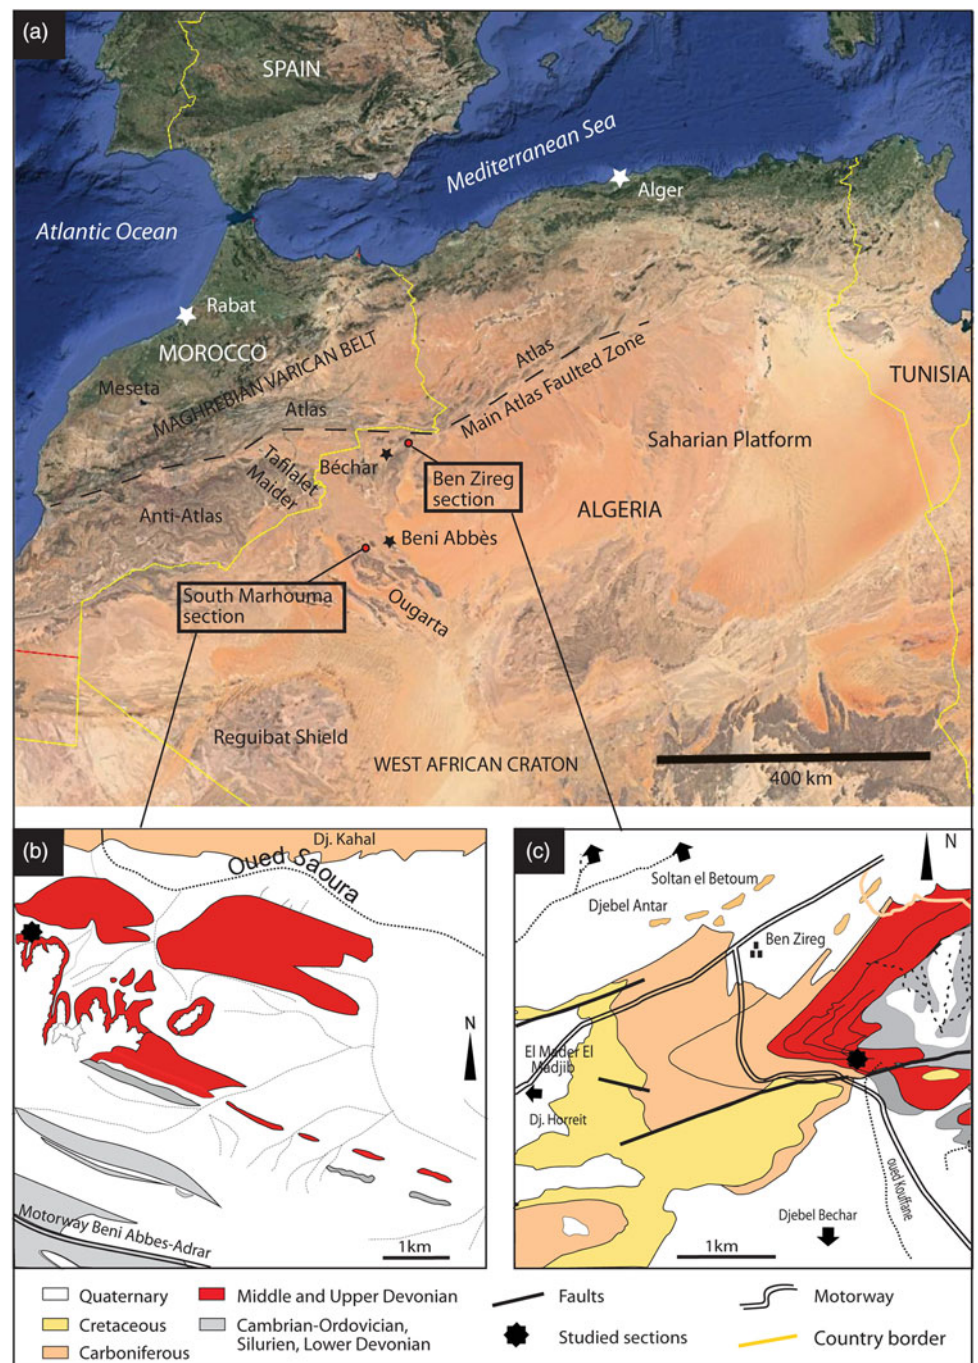 (a)
SPAIN
Mediterranean Sea
Alger
Atlantic Ocean
Rabat
MOROCCO
Meseta
MAGHREBIAN VARICAN BELT
Atlas
Atlas
Main Atlas Faulted Zone
TUNISIA
Saharian Platform
Tafilalet
Maider
Béchar
Ben Zireg
section
Anti-Atlas
ALGERIA
Beni Abbès
South Marhouma
section
Ougarta
Reguibat Shield
WEST AFRICAN CRATON
400 km
(b)
Dj. Kahal
Oued Saoura
N
Motorway Beni Abbes-Adrar
1km
(c)
N
Soltan el Betoum
Djebel Antar
Ben Zireg
El Mader El
Madjib
Dj. Horreit
oued Kouffane
Djebel Bechar
1km
Quaternary
Cretaceous
Carboniferous
Middle and Upper Devonian
Cambrian-Ordovician,
Silurien, Lower Devonian
Faults
Studied sections
Motorway
Country border